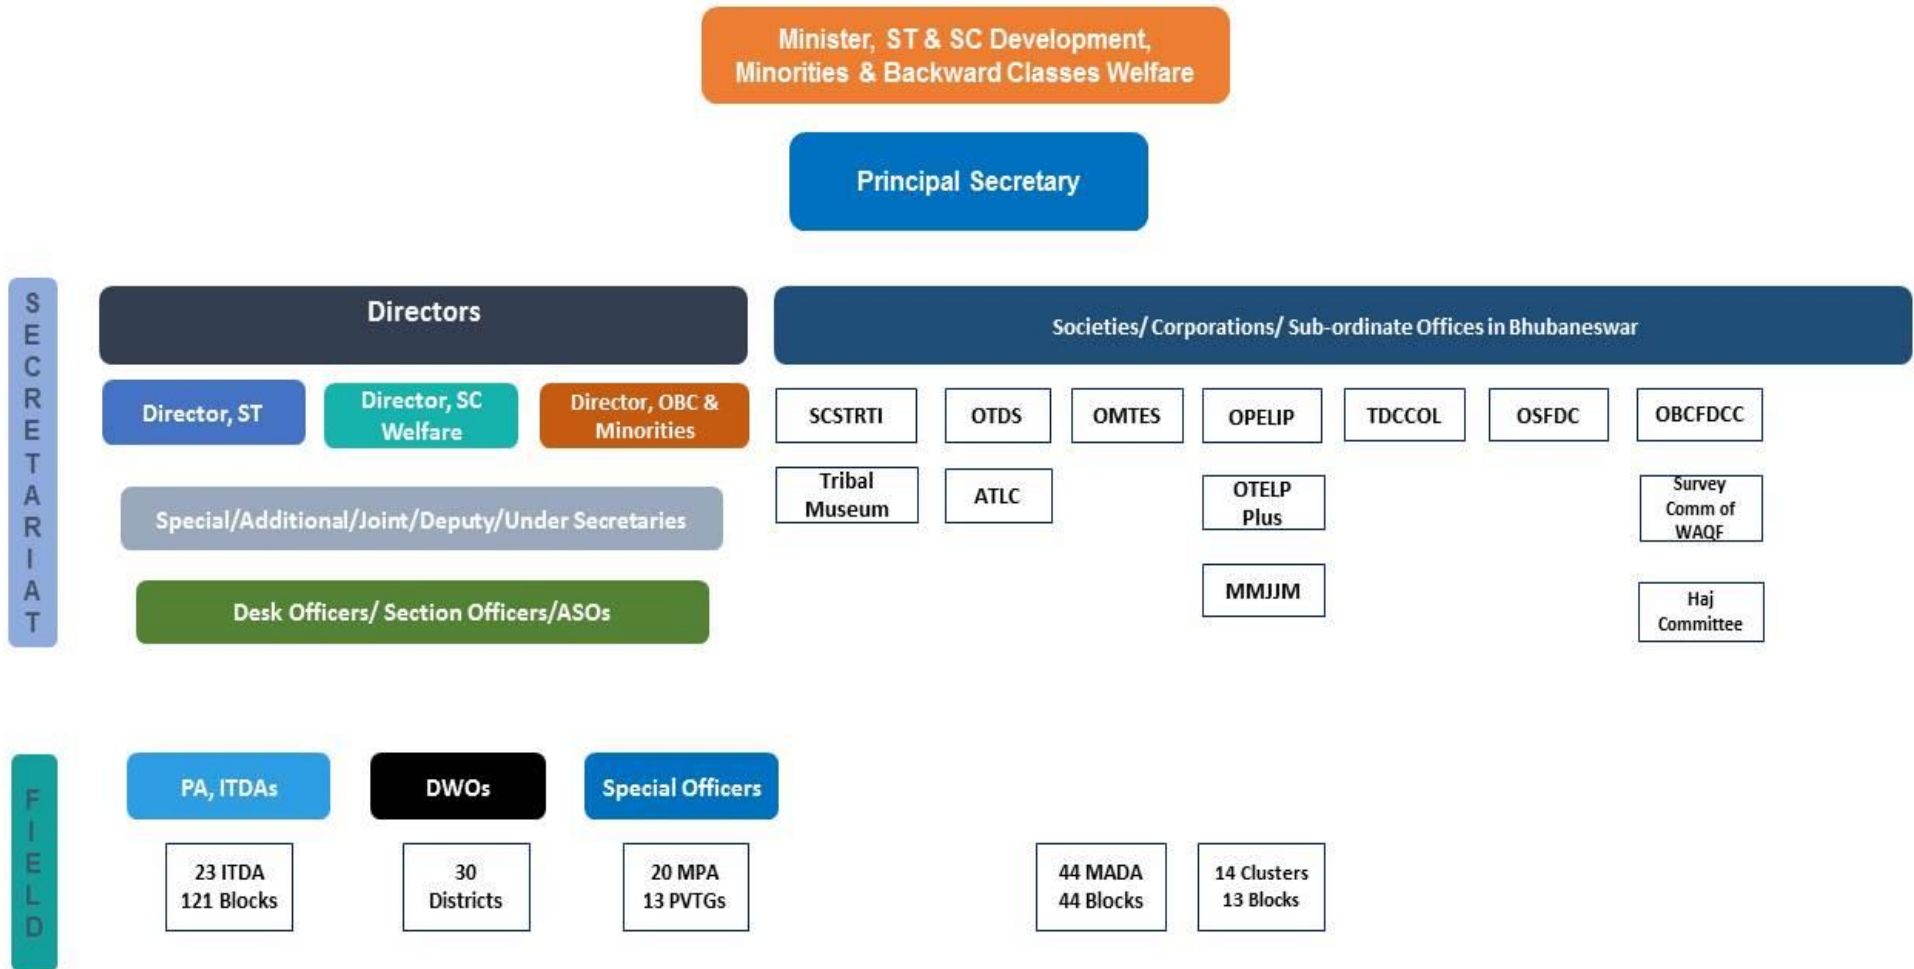 Minister, ST & SC Development,
Minorities & Backward Classes Welfare
Principal Secretary
SECRETARIAT
Directors
Societies/ Corporations/ Sub-ordinate Offices in Bhubaneswar
Director, ST
Director, SC
Welfare
Director, OBC &
Minorities
SCSTRTI
OTDS
OMTES
OPELIP
TDCCOL
OSFDC
OBCFDCC
Tribal
Museum
ATLC
OTELP
Plus
Survey
Comm of
WAQF
Special/Additional/Joint/Deputy/Under Secretaries
MMJJM
Haj
Committee
Desk Officers/ Section Officers/ASOs
FIELD
PA, ITDAs
DWOs
Special Officers
23 ITDA
121 Blocks
30
Districts
20 MPA
13 PVTGs
44 MADA
44 Blocks
14 Clusters
13 Blocks